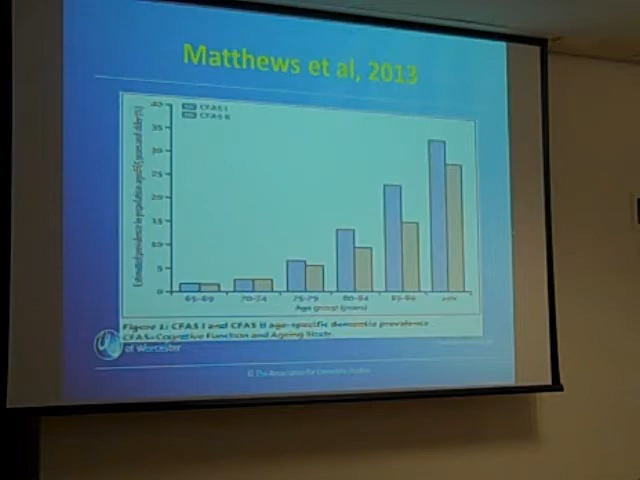 Matthews et al, 2013
CFAS I
CFAS II
40
35
30
25
20
15
10
5
0
65-69
70-74
75-79
80-84
85-89
Age group (years)
Figure 1: CFAS I and CFAS II age-specific dementia prevalence
CFAS=Cognitive Function and Ageing Study.
of Worcester
© The Association for Dementia Studies